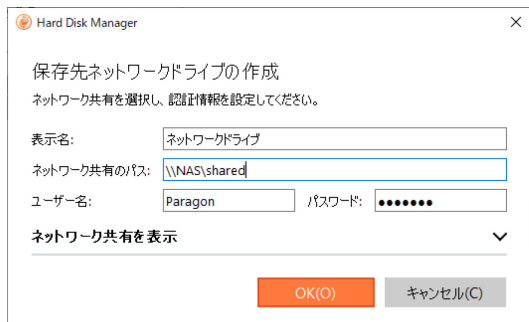 Hard Disk Manager
保存先ネットワークドライブの作成
ネットワーク共有を選択し、認証情報を設定してください。
表示名: ネットワークドライブ
ネットワーク共有のパス: \\NAS\shared
ユーザー名: Paragon パスワード: ●●●●●●●
ネットワーク共有を表示
OK(O) キャンセル(C)